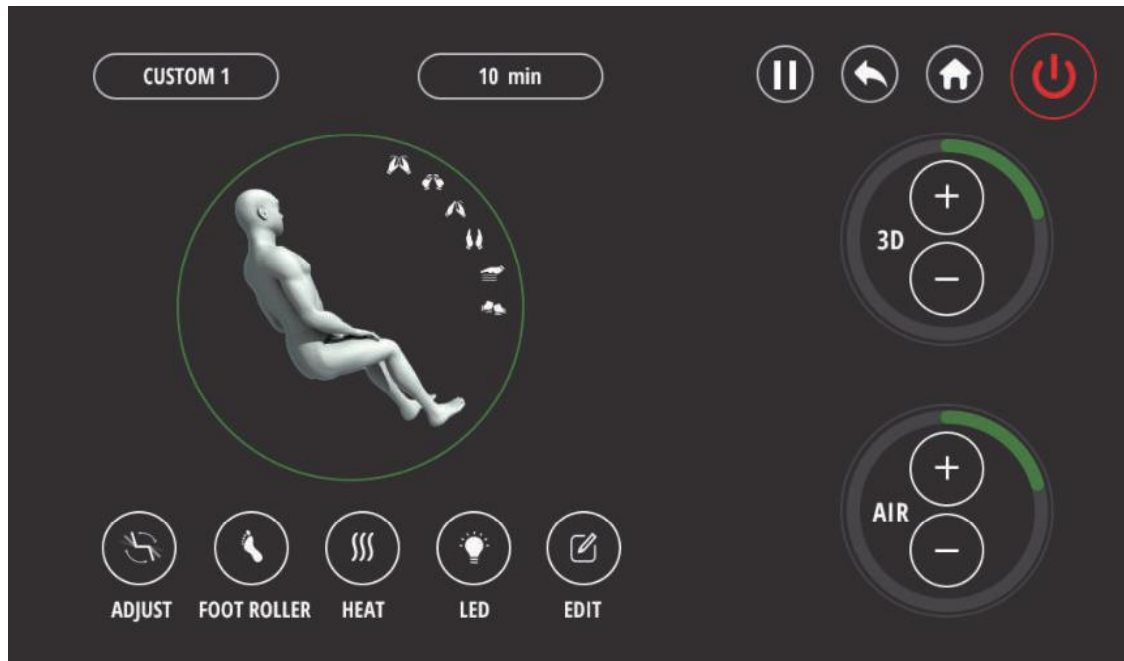 CUSTOM 1
10 min
3D
AIR
ADJUST
FOOT ROLLER
HEAT
LED
EDIT